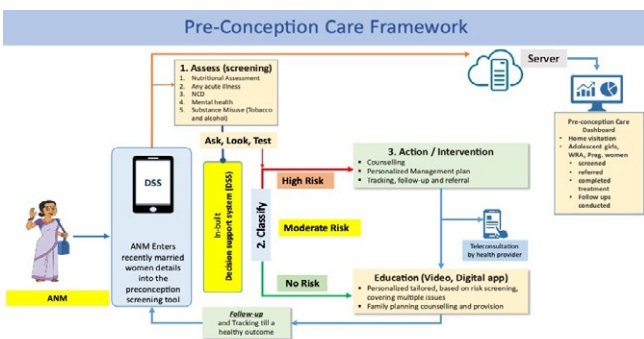 Pre-Conception Care Framework
1. Assess (screening)
1. Nutritional Assessment
2. Any acute illness
3. NCD
4. Mental health
5. Substance Misuse (Tobacco
and alcohol)
Ask, Look, Test
DSS
ANM Enters
recently married
women details
into the
preconception
screening tool
ANM
In-built
Decision support system (DSS)
2. Classify
High Risk
Moderate Risk
No Risk
3. Action / Intervention
• Counselling
• Personalized Management plan
• Tracking, follow-up and referral
Teleconsultation
by health provider
Education (Video, Digital app)
• Personalized tailored, based on risk screening,
covering multiple issues
• Family planning counselling and provision
Follow up
and Tracking till a
healthy outcome
Server
Pre-conception Care
Dashboard
• Home visitation
• Adolescent girls,
WRA, Preg. women
• screened
• referred
• completed
treatment
• Follow ups
conducted